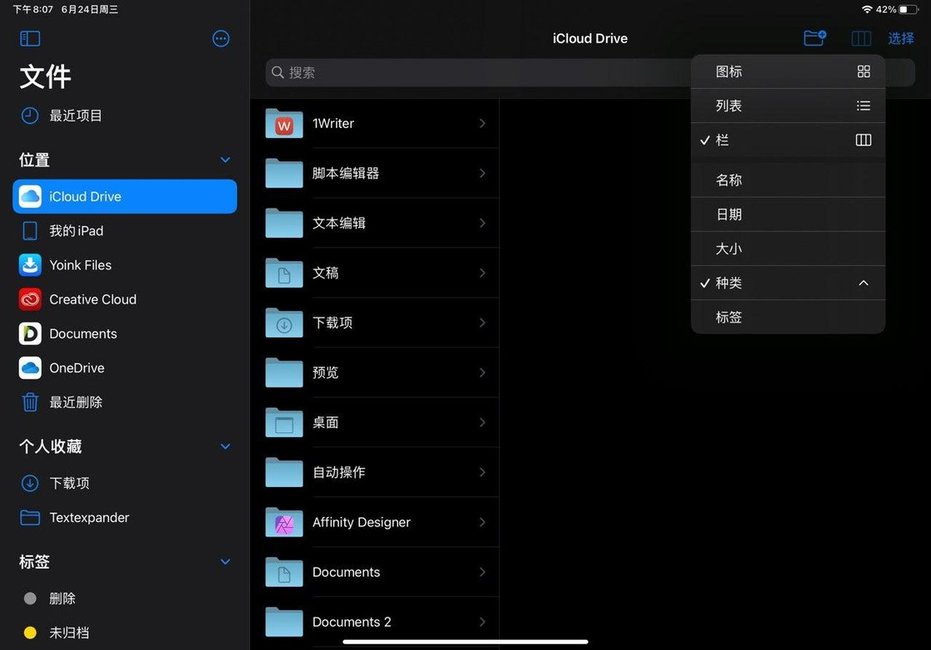 下午8:07 6月24日周三
42%
文件
最近项目
位置
iCloud Drive
我的 iPad
Yoink Files
Creative Cloud
Documents
OneDrive
最近删除
个人收藏
下载项
Textexpander
标签
删除
未归档
iCloud Drive
选择
搜索
1Writer
脚本编辑器
文本编辑
文稿
下载项
预览
桌面
自动操作
Affinity Designer
Documents
Documents 2
图标
列表
栏
名称
日期
大小
种类
标签